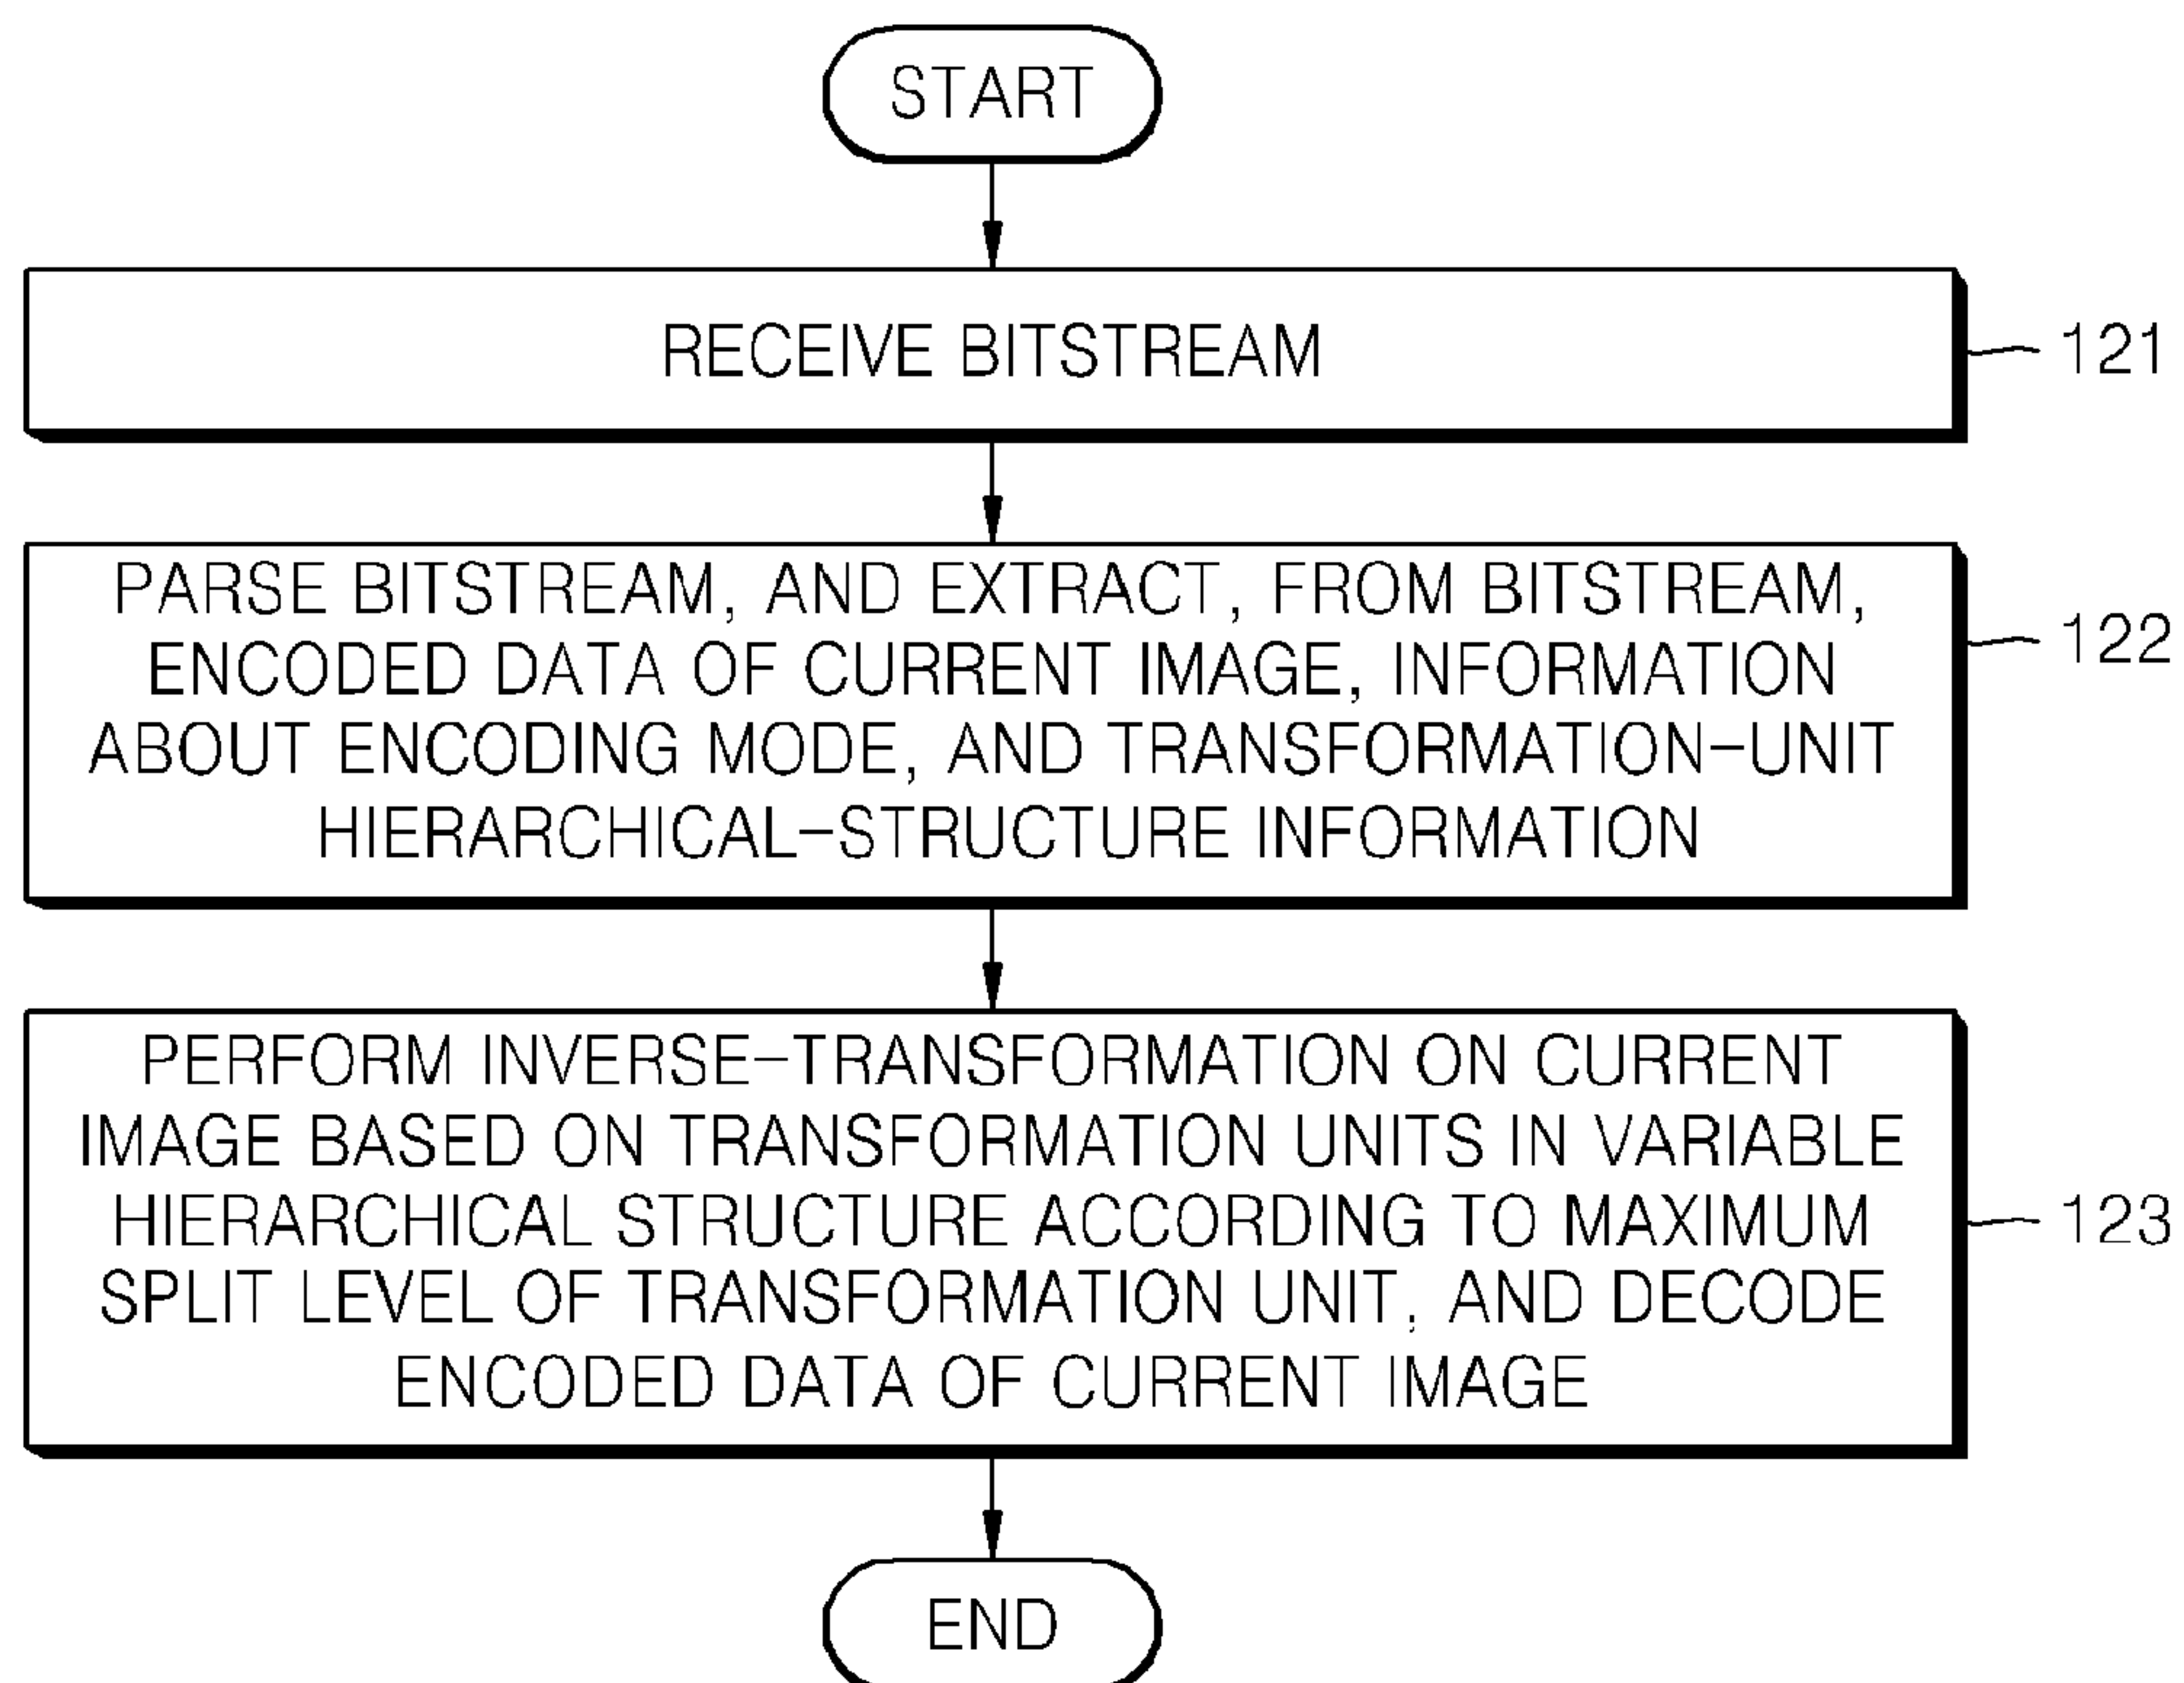 START
RECEIVE BITSTREAM
121
PARSE BITSTREAM, AND EXTRACT, FROM BITSTREAM,
ENCODED DATA OF CURRENT IMAGE, INFORMATION
ABOUT ENCODING MODE, AND TRANSFORMATION-UNIT
HIERARCHICAL-STRUCTURE INFORMATION
122
PERFORM INVERSE-TRANSFORMATION ON CURRENT
IMAGE BASED ON TRANSFORMATION UNITS IN VARIABLE
HIERARCHICAL STRUCTURE ACCORDING TO MAXIMUM
SPLIT LEVEL OF TRANSFORMATION UNIT, AND DECODE
ENCODED DATA OF CURRENT IMAGE
123
END